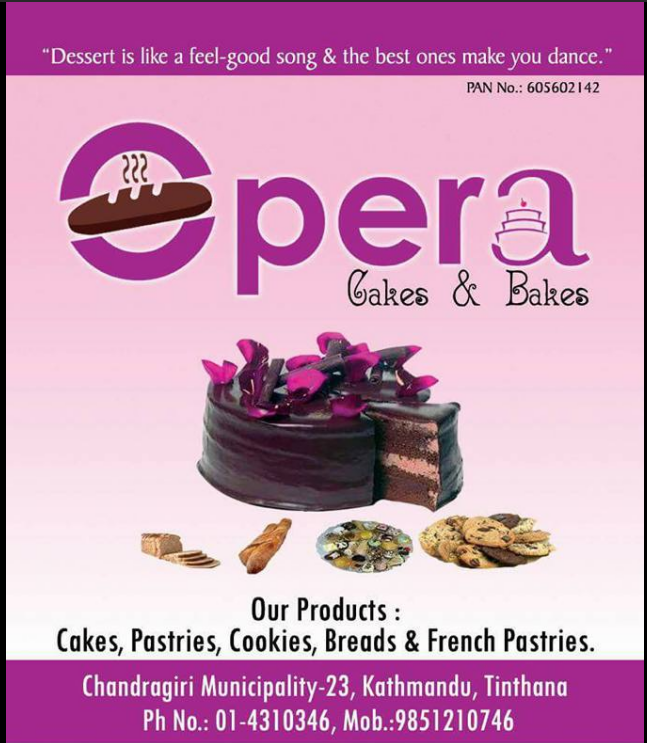 “Dessert is like a feel-good song & the best ones make you dance.”
PAN No.: 605602142
Opera
Cakes & Bakes
Our Products :
Cakes, Pastries, Cookies, Breads & French Pastries.
Chandragiri Municipality-23, Kathmandu, Tinthana
Ph No.: 01-4310346, Mob.:9851210746